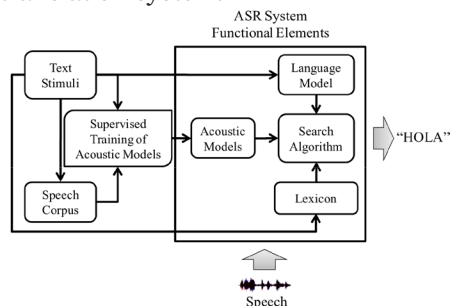 ASR System
Functional Elements
Text
Stimuli
Language
Model
Supervised
Training of
Acoustic Models
Acoustic
Models
Search
Algorithm
"HOLA"
Speech
Corpus
Lexicon
Speech